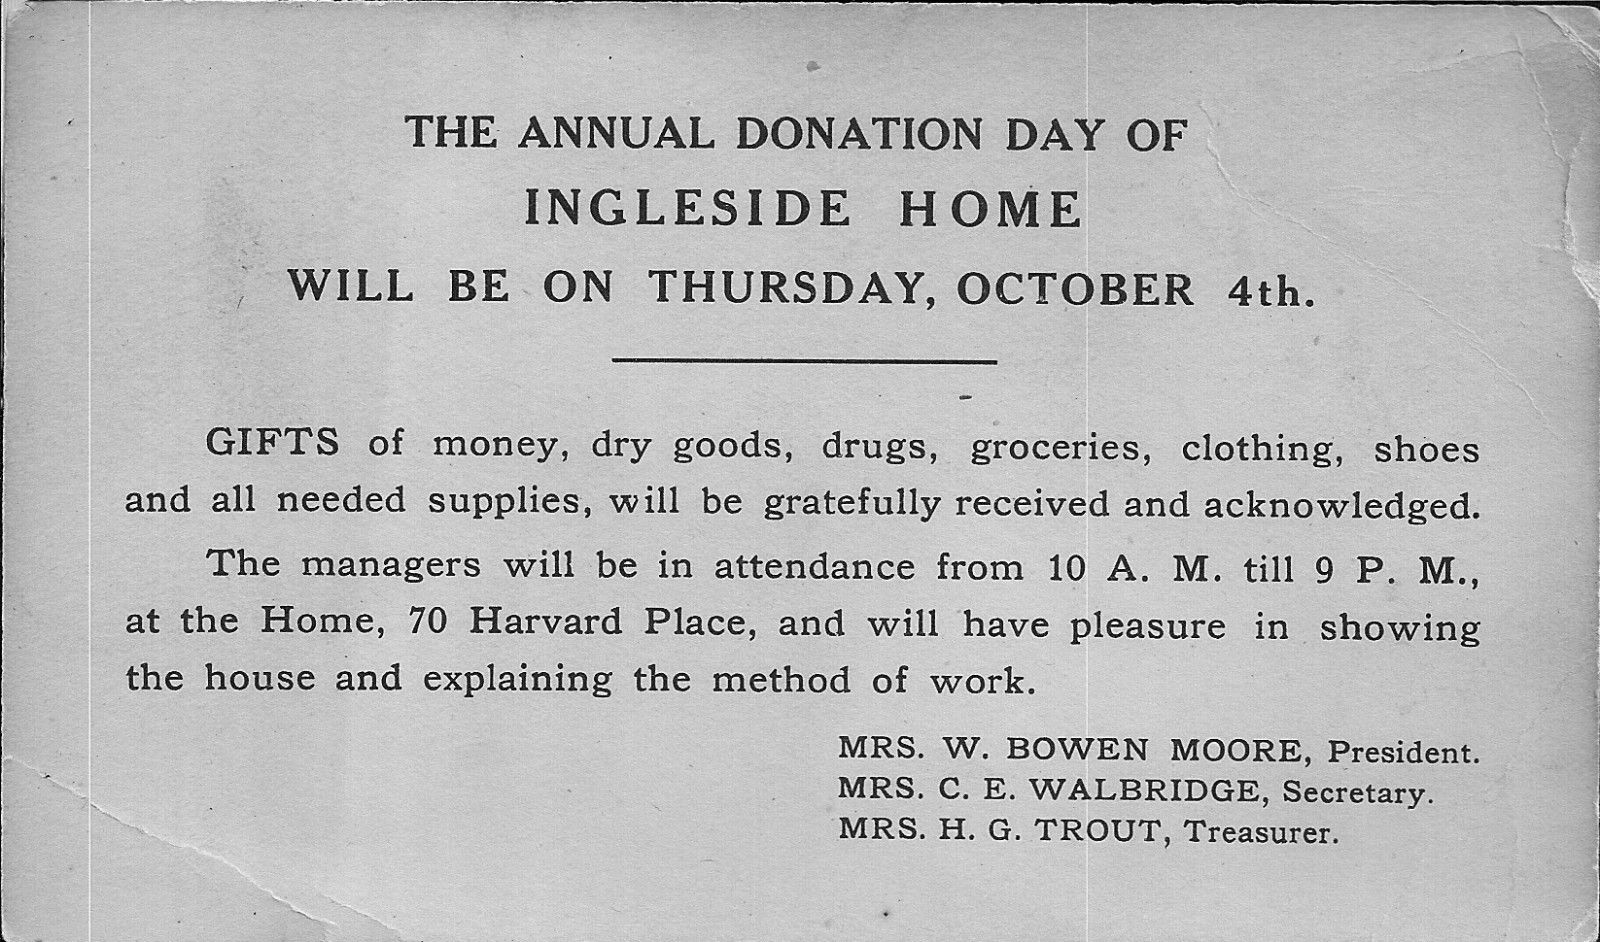 THE ANNUAL DONATION DAY OF
INGLESIDE HOME
WILL BE ON THURSDAY, OCTOBER 4th.
GIFTS of money, dry goods, drugs, groceries, clothing, shoes
and all needed supplies, will be gratefully received and acknowledged.
The managers will be in attendance from 10 A. M. till 9 P. M.,
at the Home, 70 Harvard Place, and will have pleasure in showing
the house and explaining the method of work.
MRS. W. BOWEN MOORE, President.
MRS. C. E. WALBRIDGE, Secretary.
MRS. H. G. TROUT, Treasurer.